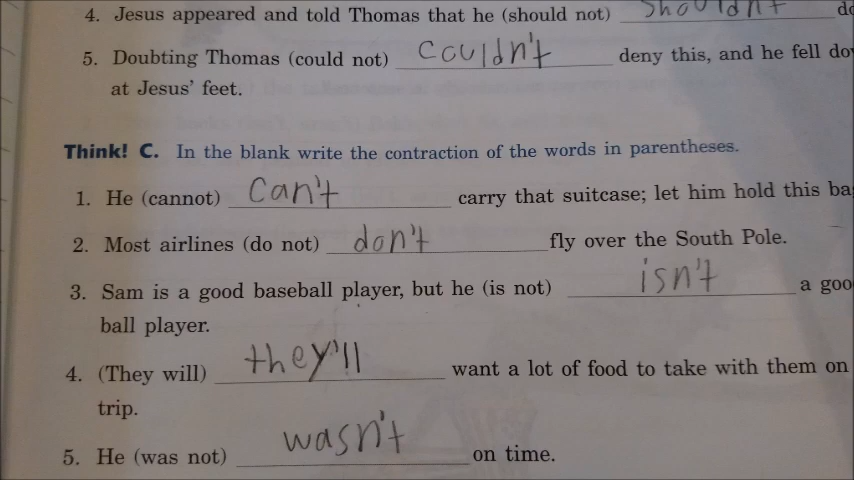 4. Jesus appeared and told Thomas that he (should not) shouldn't
5. Doubting Thomas (could not) couldn't deny this, and he fell
at Jesus' feet.
Think! C. In the blank write the contraction of the words in parentheses.
1. He (cannot) can't carry that suitcase; let him hold this
2. Most airlines (do not) don't fly over the South Pole.
3. Sam is a good baseball player, but he (is not) isn't a
ball player.
4. (They will) they'll want a lot of food to take with them on
trip.
5. He (was not) wasn't on time.